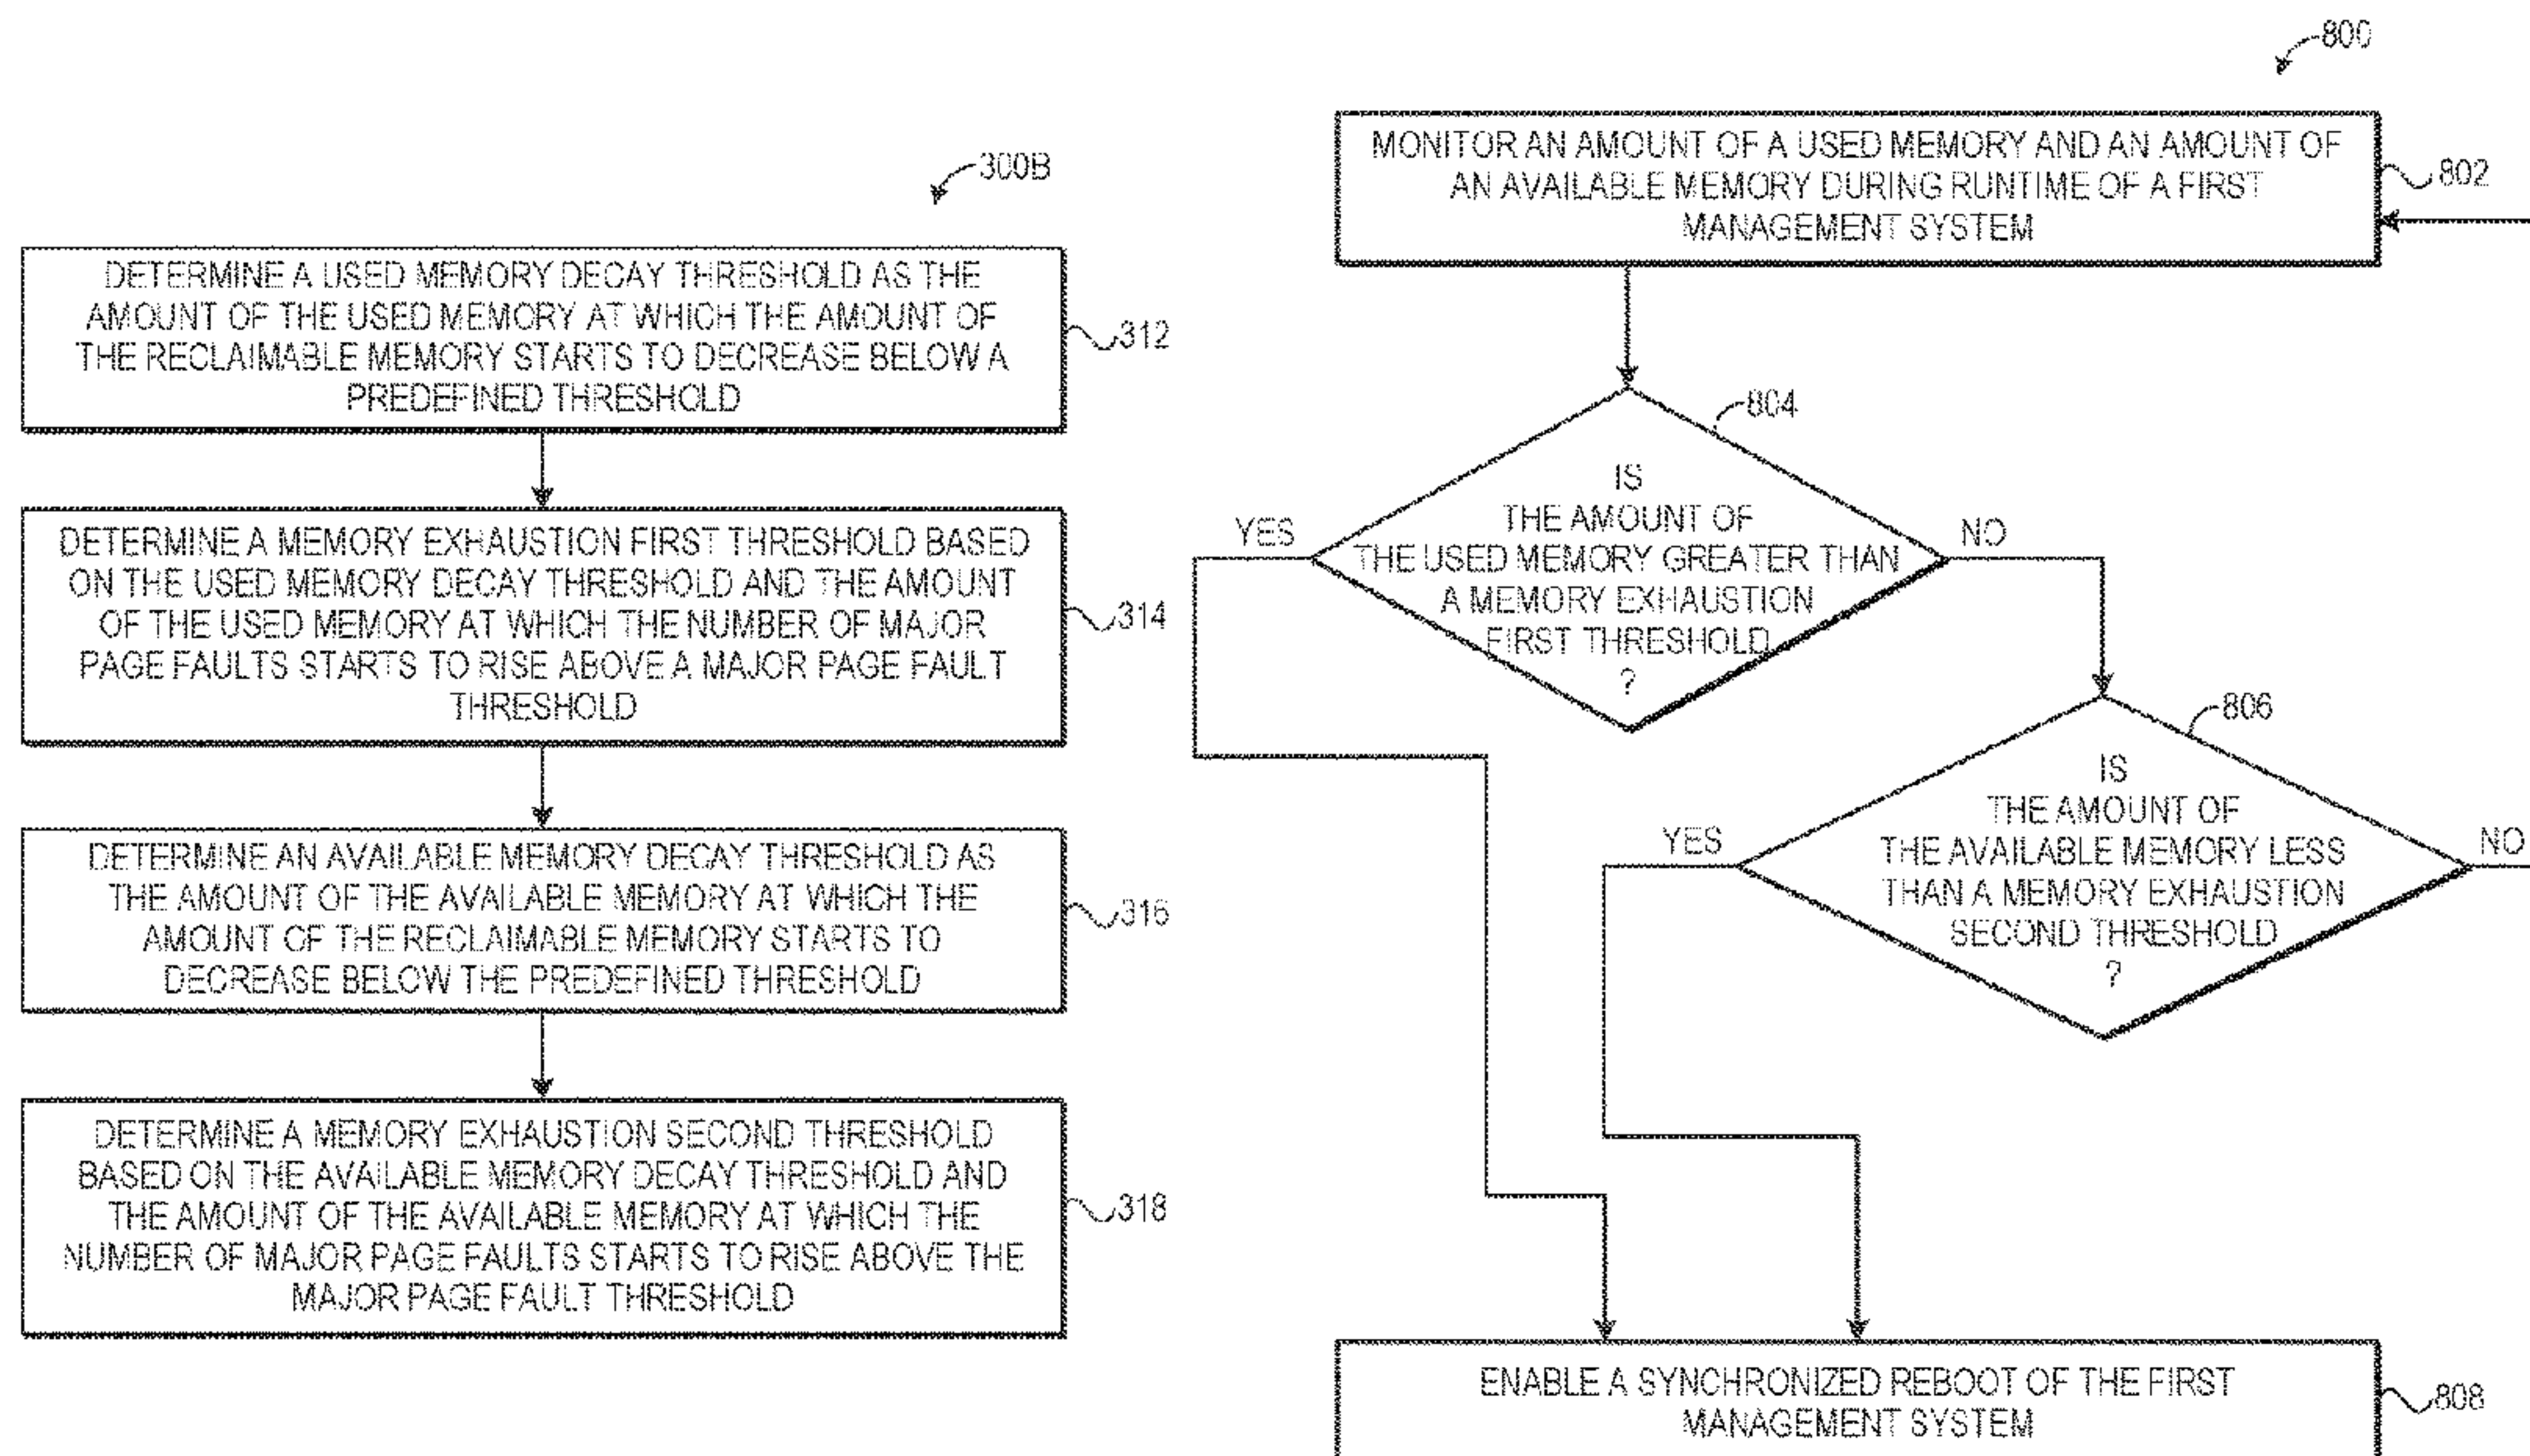 300B
DETERMINE A USED MEMORY DECAY THRESHOLD AS THE
AMOUNT OF THE USED MEMORY AT WHICH THE AMOUNT OF
THE RECLAIMABLE MEMORY STARTS TO DECREASE BELOW A
PREDEFINED THRESHOLD
312
DETERMINE A MEMORY EXHAUSTION FIRST THRESHOLD BASED
ON THE USED MEMORY DECAY THRESHOLD AND THE AMOUNT
OF THE USED MEMORY AT WHICH THE NUMBER OF MAJOR
PAGE FAULTS STARTS TO RISE ABOVE A MAJOR PAGE FAULT
THRESHOLD
314
DETERMINE AN AVAILABLE MEMORY DECAY THRESHOLD AS
THE AMOUNT OF THE AVAILABLE MEMORY AT WHICH THE
AMOUNT OF THE RECLAIMABLE MEMORY STARTS TO
DECREASE BELOW THE PREDEFINED THRESHOLD
316
DETERMINE A MEMORY EXHAUSTION SECOND THRESHOLD
BASED ON THE AVAILABLE MEMORY DECAY THRESHOLD AND
THE AMOUNT OF THE AVAILABLE MEMORY AT WHICH THE
NUMBER OF MAJOR PAGE FAULTS STARTS TO RISE ABOVE THE
MAJOR PAGE FAULT THRESHOLD
318
800
MONITOR AN AMOUNT OF A USED MEMORY AND AN AMOUNT OF
AN AVAILABLE MEMORY DURING RUNTIME OF A FIRST
MANAGEMENT SYSTEM
802
804
IS
THE AMOUNT OF
THE USED MEMORY GREATER THAN
A MEMORY EXHAUSTION
FIRST THRESHOLD
?
YES
NO
806
IS
THE AMOUNT OF
THE AVAILABLE MEMORY LESS
THAN A MEMORY EXHAUSTION
SECOND THRESHOLD
?
YES
NO
ENABLE A SYNCHRONIZED REBOOT OF THE FIRST
MANAGEMENT SYSTEM
808